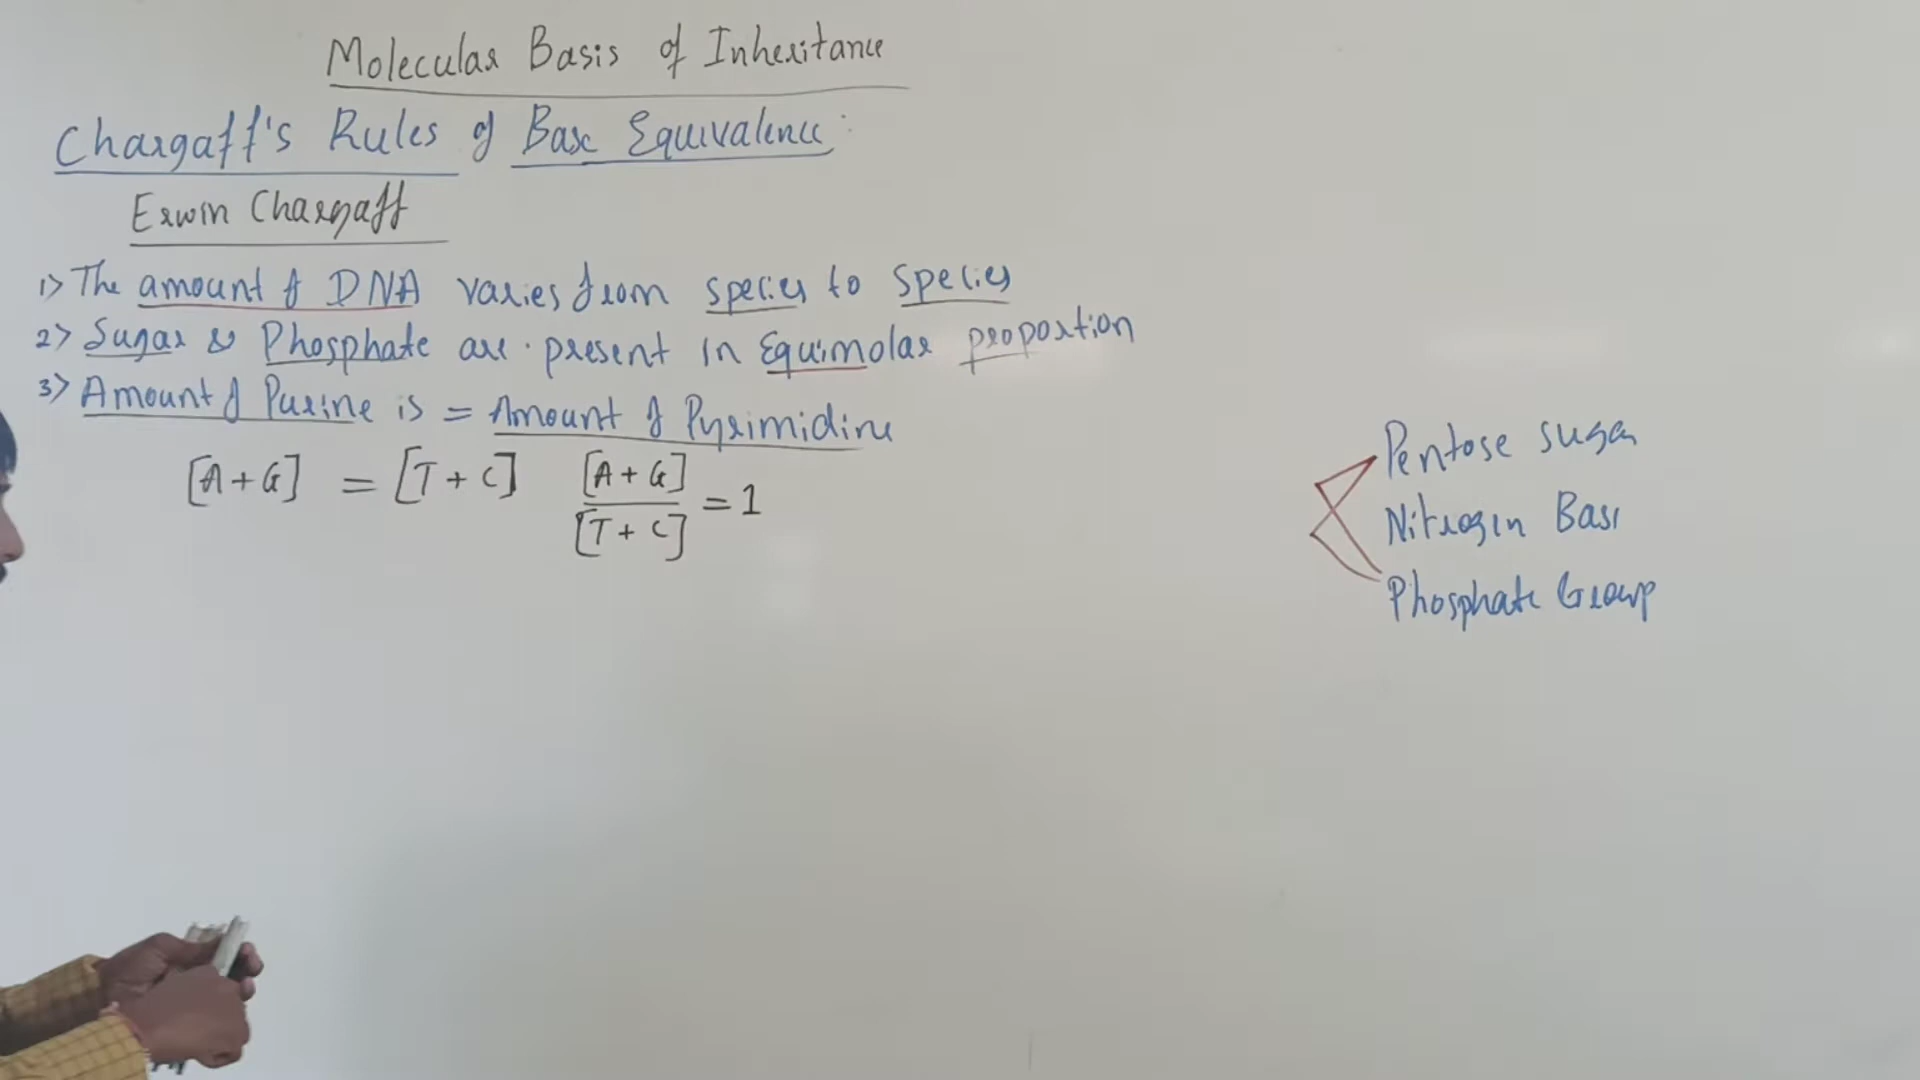 Molecular Basis of Inheritance
Chargaff's Rules of Base Equivalence:
Erwin Chargaff
1> The amount of DNA varies from species to species
2> Sugar & Phosphate are present in Equimolar proportion
3> Amount of Purine is = Amount of Pyrimidine
[A+G] = [T+C] [A+G] / [T+C] = 1
Pentose sugar
Nitrogen Base
Phosphate Group